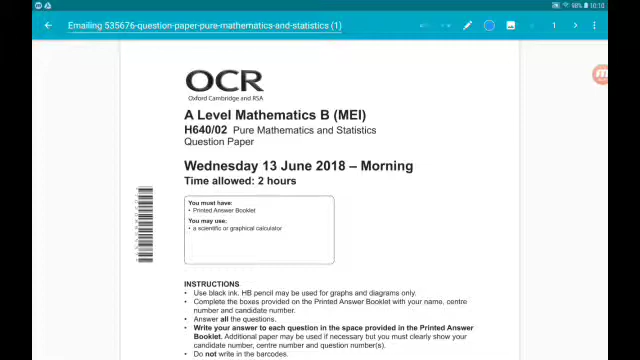 98% 10:10
Emailing 535676-question-paper-pure-mathematics-and-statistics (1)
1
OCR
Oxford Cambridge and RSA
A Level Mathematics B (MEI)
H640/02 Pure Mathematics and Statistics
Question Paper
Wednesday 13 June 2018 – Morning
Time allowed: 2 hours
You must have:
• Printed Answer Booklet
You may use:
• a scientific or graphical calculator
INSTRUCTIONS
• Use black ink. HB pencil may be used for graphs and diagrams only.
• Complete the boxes provided on the Printed Answer Booklet with your name, centre
number and candidate number.
• Answer all the questions.
• Write your answer to each question in the space provided in the Printed Answer
Booklet. Additional paper may be used if necessary but you must clearly show your
candidate number, centre number and question number(s).
• Do not write in the barcodes.